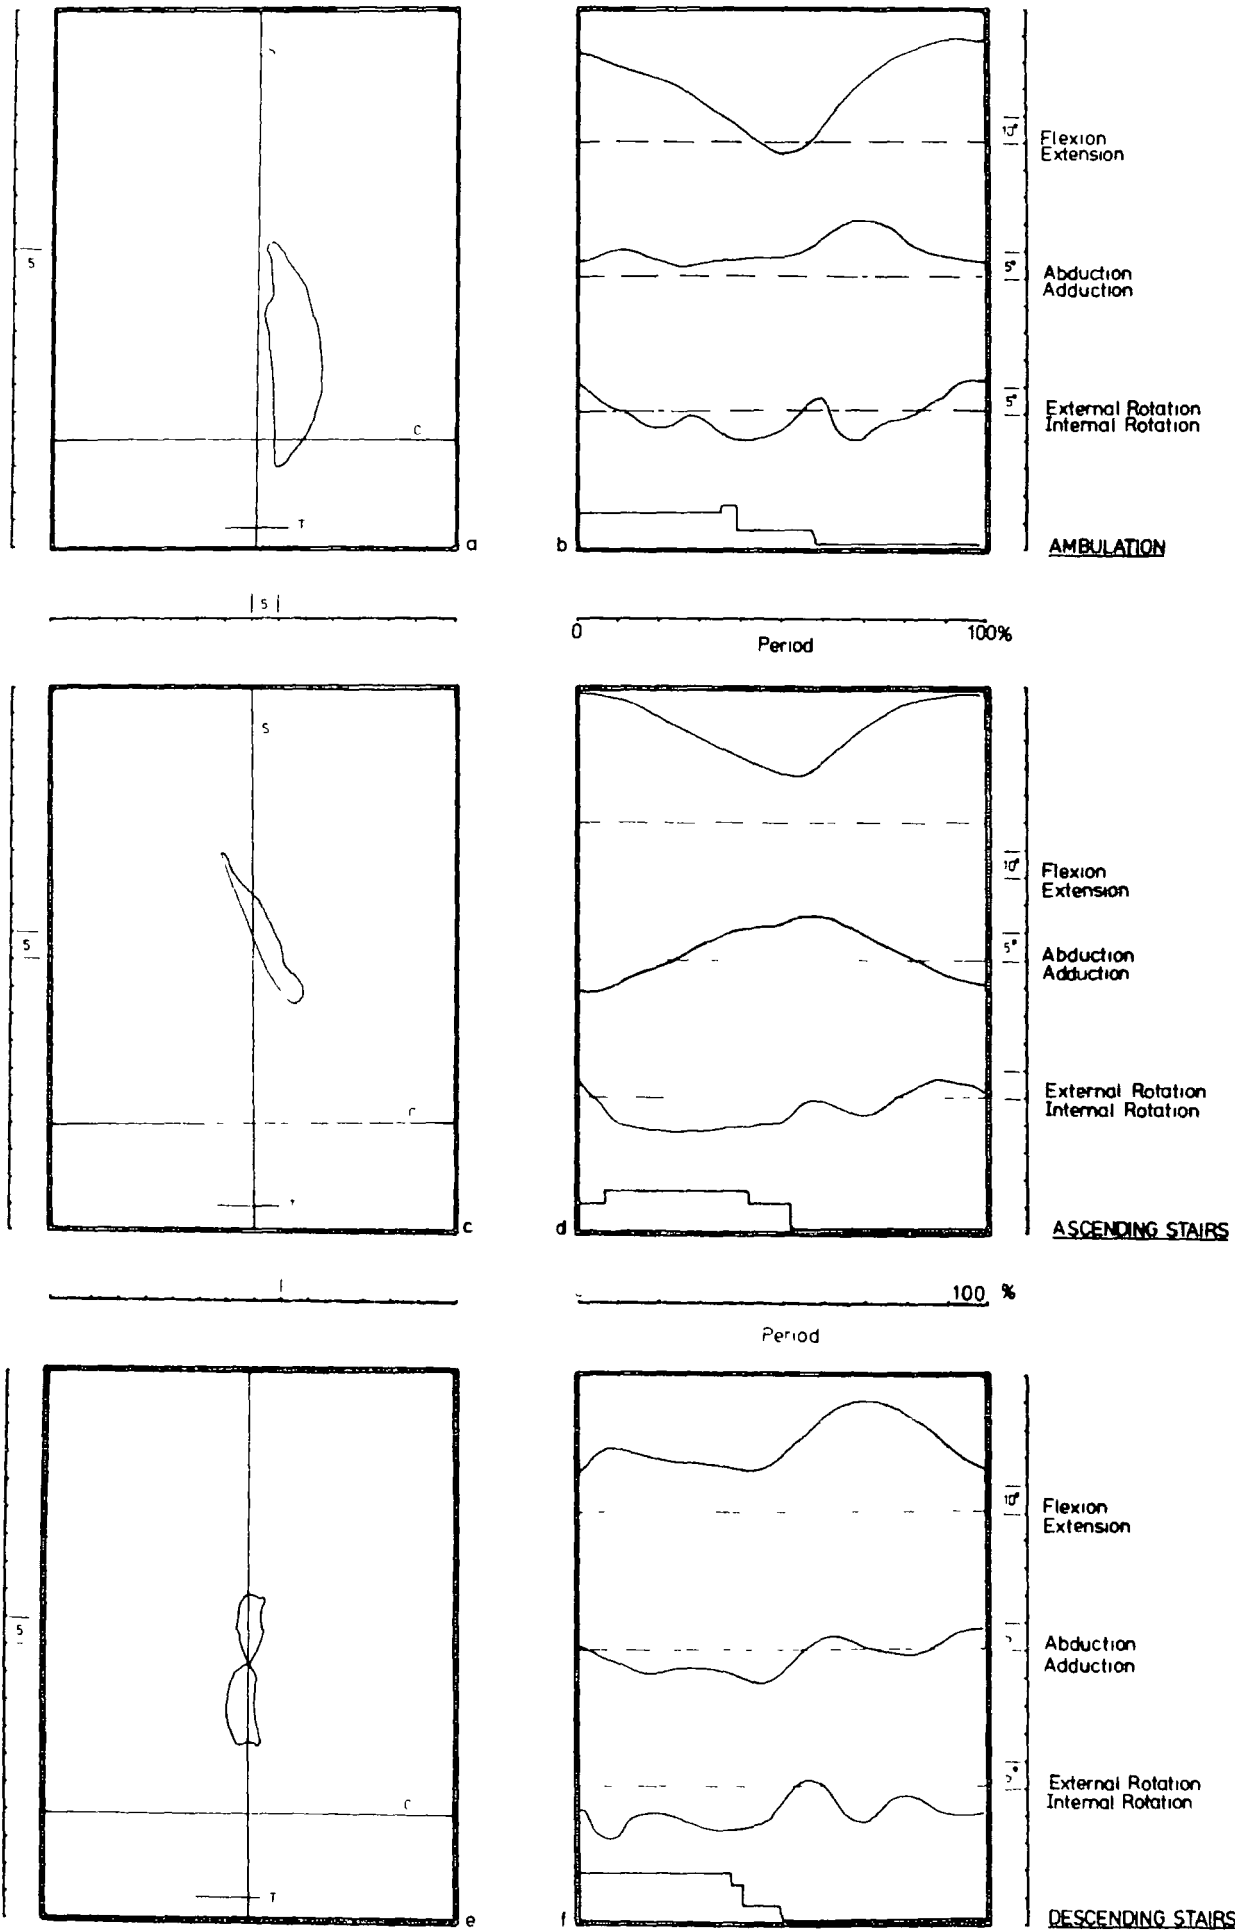 5
C
T
a
10°
Flexion
Extension
5°
Abduction
Adduction
5°
External Rotation
Internal Rotation
b
AMBULATION
5
0
100%
Period
S
5
c
10°
Flexion
Extension
5°
Abduction
Adduction
External Rotation
Internal Rotation
d
ASCENDING STAIRS
100 %
Period
5
T
e
10°
Flexion
Extension
Abduction
Adduction
5°
External Rotation
Internal Rotation
f
DESCENDING STAIRS